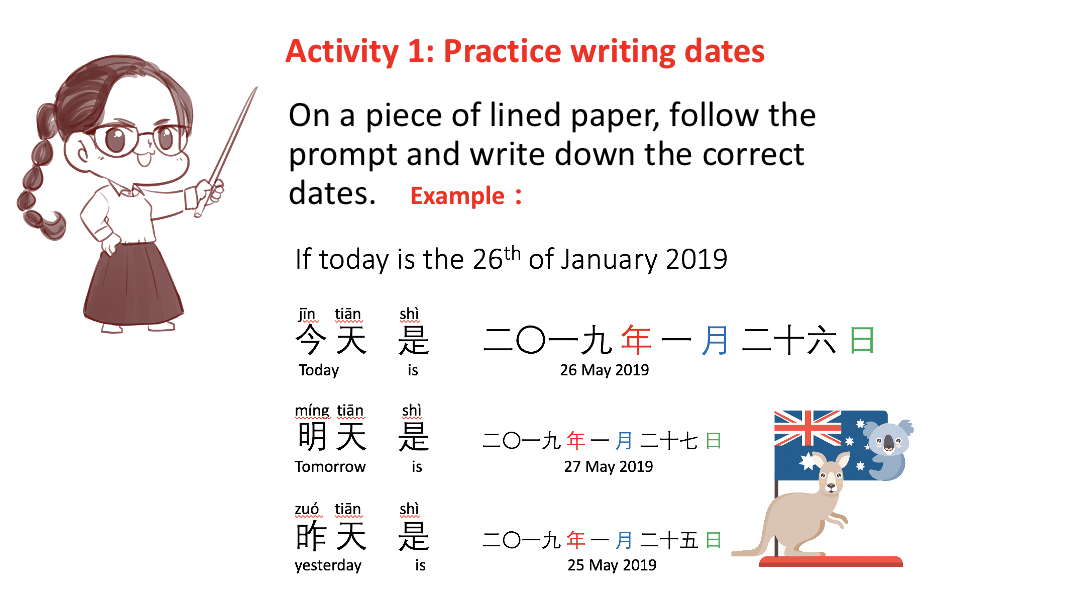 Activity 1: Practice writing dates
On a piece of lined paper, follow the
prompt and write down the correct
dates. Example：
If today is the 26th of January 2019
jīn tiān shì
今 天 是 二〇一九 年 一 月 二十六 日
Today is 26 May 2019
míng tiān shì
明 天 是 二〇一九 年 一 月 二十七 日
Tomorrow is 27 May 2019
zuó tiān shì
昨 天 是 二〇一九 年 一 月 二十五 日
yesterday is 25 May 2019